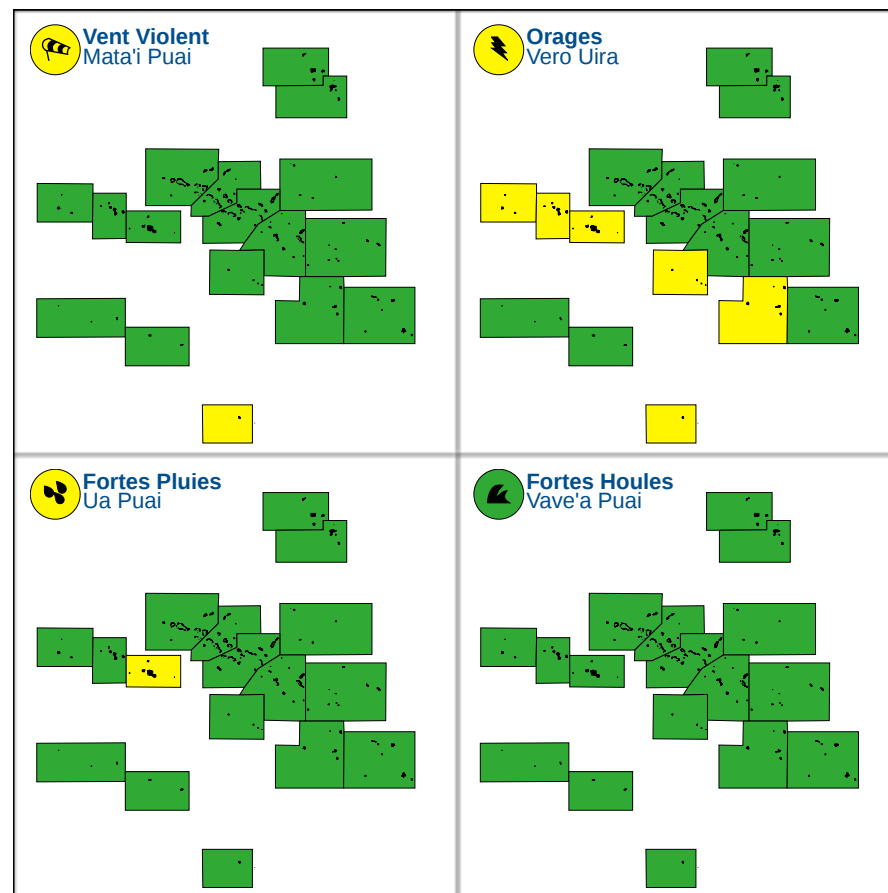 Vent Violent
Mata'i Puai
Orages
Vero Uira
Fortes Pluies
Ua Puai
Fortes Houles
Vave'a Puai